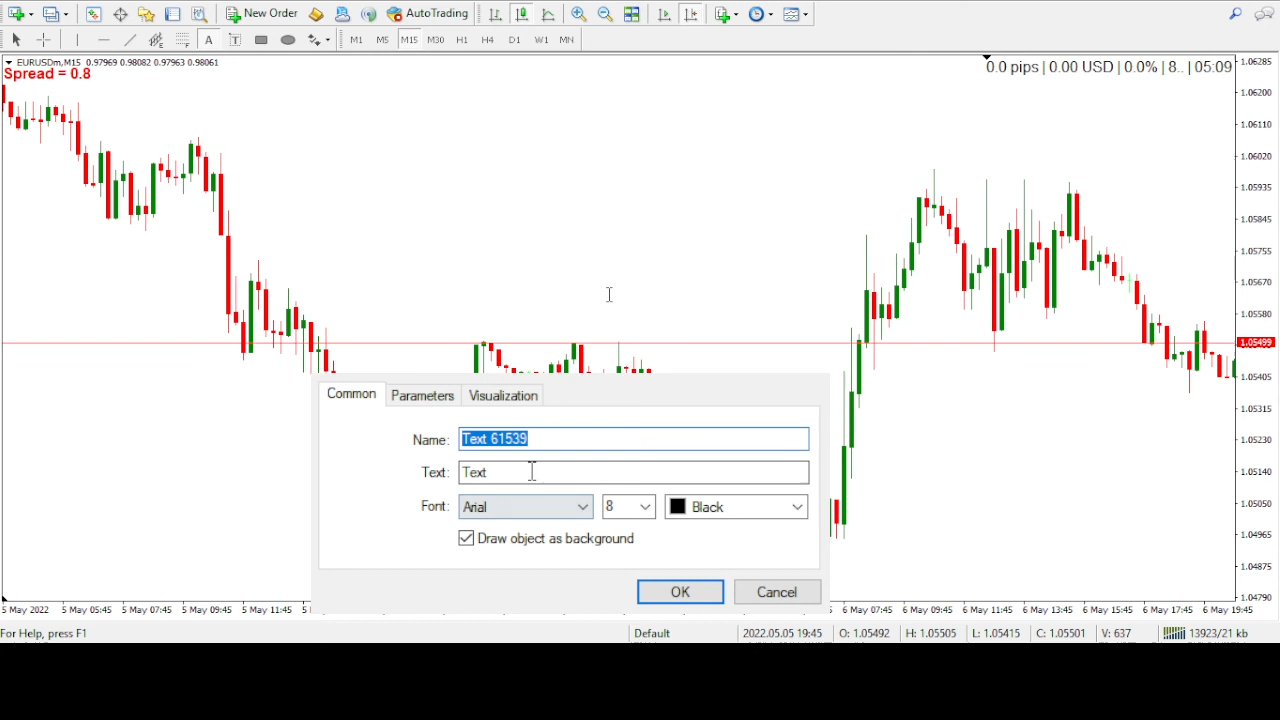 New Order
AutoTrading
A
T
M1 M5 M15 M30 H1 H4 D1 W1 MN
EURUSDm,M15 0.97969 0.98082 0.97963 0.98061
Spread = 0.8
0.0 pips | 0.00 USD | 0.0% | 8.. | 05:09
1.06285
1.06200
1.06110
1.06020
1.05935
1.05845
1.05755
1.05670
1.05580
1.05499
1.05405
1.05315
1.05230
1.05140
1.05050
1.04965
1.04875
1.04790
Common Parameters Visualization
Name: Text 61539
Text: Text
Font: Arial 8 Black
Draw object as background
OK Cancel
5 May 2022 5 May 05:45 5 May 07:45 5 May 09:45 5 May 11:45 6 May 07:45 6 May 09:45 6 May 11:45 6 May 13:45 6 May 15:45 6 May 17:45 6 May 19:45
For Help, press F1 Default 2022.05.05 19:45 O: 1.05492 H: 1.05505 L: 1.05415 C: 1.05501 V: 637 13923/21 kb